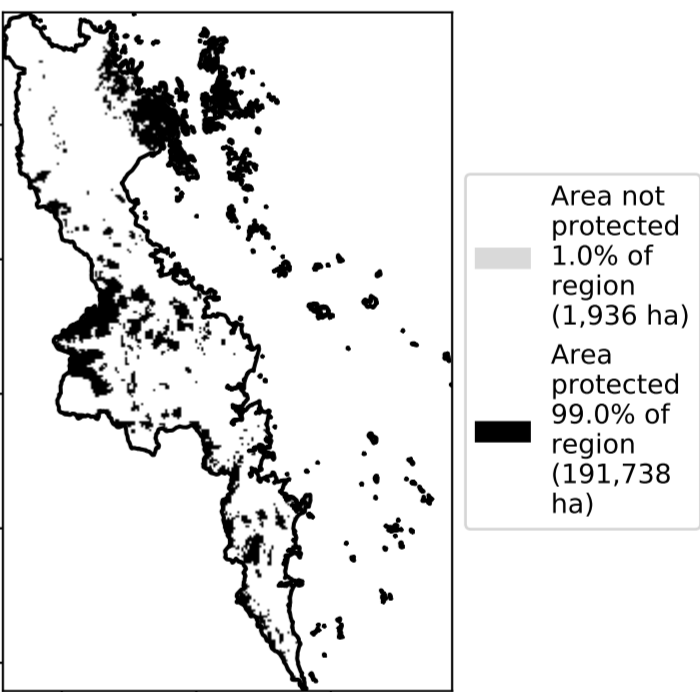 Area not
protected
1.0% of
region
(1,936 ha)
Area
protected
99.0% of
region
(191,738
ha)